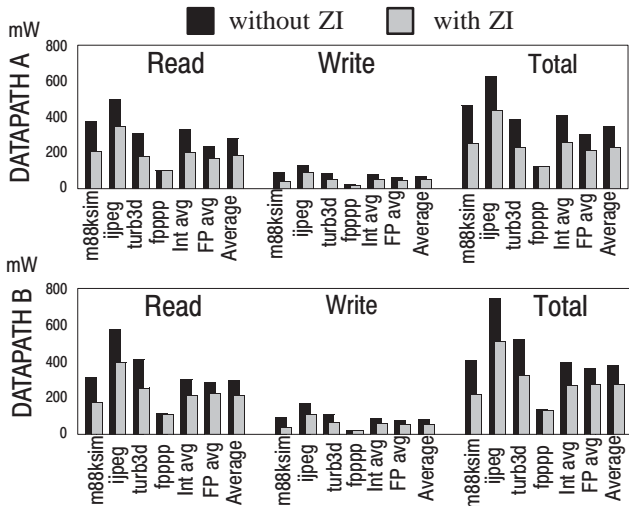 without ZI with ZI
mW
800
600
400
200
0
DATAPATH A
Read
Write
Total
m88ksim
ijpeg
turb3d
fpppp
Int avg
FP avg
Average
m88ksim
ijpeg
turb3d
fpppp
Int avg
FP avg
Average
m88ksim
ijpeg
turb3d
fpppp
Int avg
FP avg
Average
mW
800
600
400
200
0
DATAPATH B
Read
Write
Total
m88ksim
ijpeg
turb3d
fpppp
Int avg
FP avg
Average
m88ksim
ijpeg
turb3d
fpppp
Int avg
FP avg
Average
m88ksim
ijpeg
turb3d
fpppp
Int avg
FP avg
Average